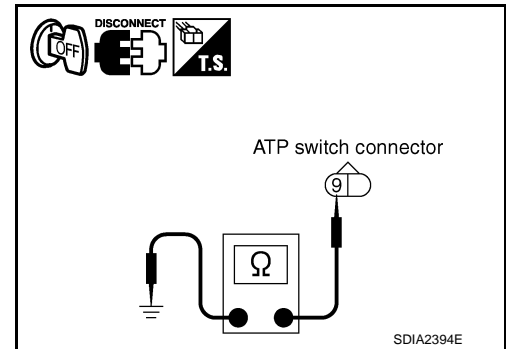 DISCONNECT
OFF
T.S.
ATP switch connector
9
Ω
SDIA2394E